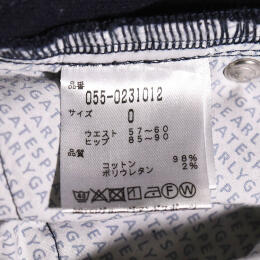 品番
055-0231012
サイズ
0
ウエスト 57~60
ヒップ 85~90
品質
コットン 98%
ポリウレタン 2%